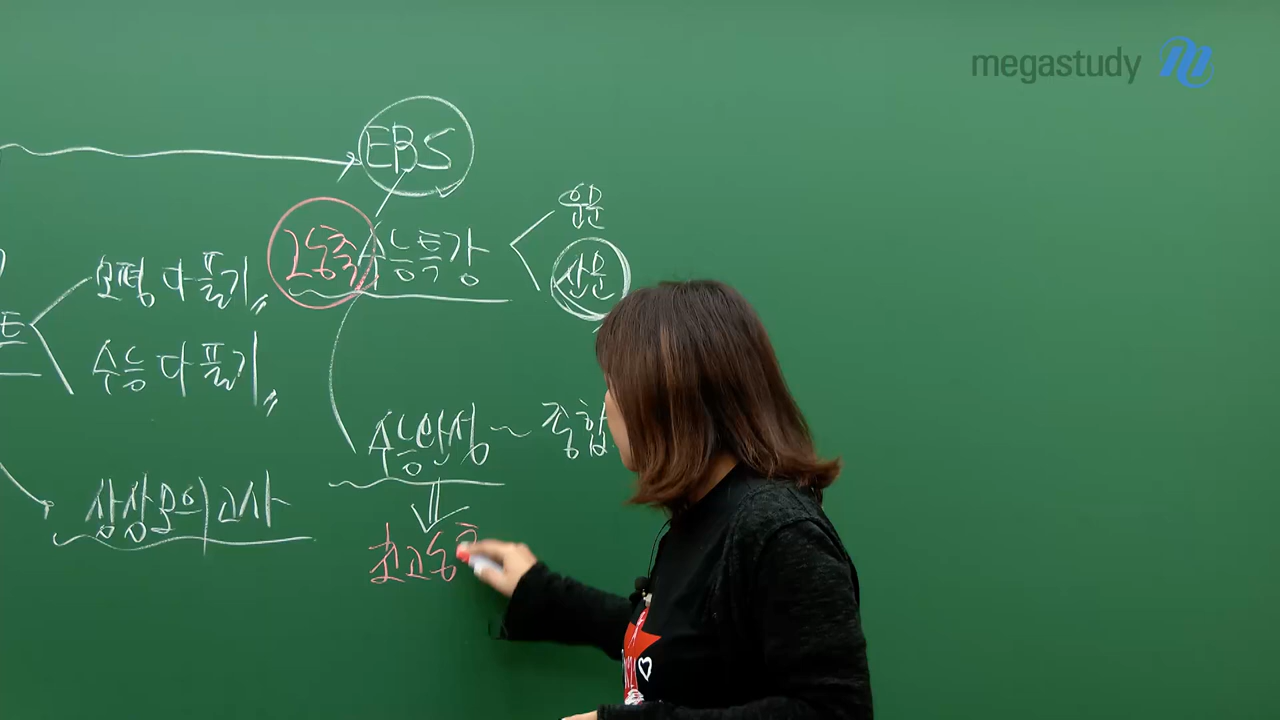 megastudy
EBS
고농축 수능특강
운문
산문
모평 다 풀기
수능 다 풀기
수능완성 ~ 종합
상상모의고사
초고농